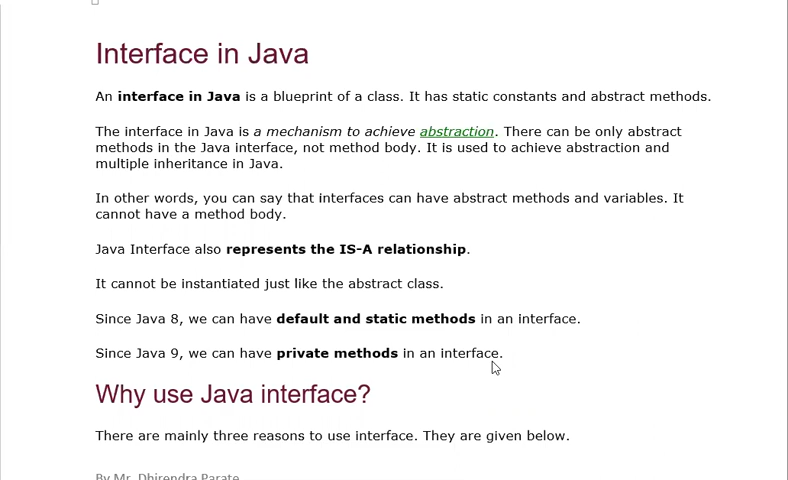 Interface in Java
An interface in Java is a blueprint of a class. It has static constants and abstract methods.
The interface in Java is a mechanism to achieve abstraction. There can be only abstract
methods in the Java interface, not method body. It is used to achieve abstraction and
multiple inheritance in Java.
In other words, you can say that interfaces can have abstract methods and variables. It
cannot have a method body.
Java Interface also represents the IS-A relationship.
It cannot be instantiated just like the abstract class.
Since Java 8, we can have default and static methods in an interface.
Since Java 9, we can have private methods in an interface.
Why use Java interface?
There are mainly three reasons to use interface. They are given below.
By Mr. Dhirendra Parate